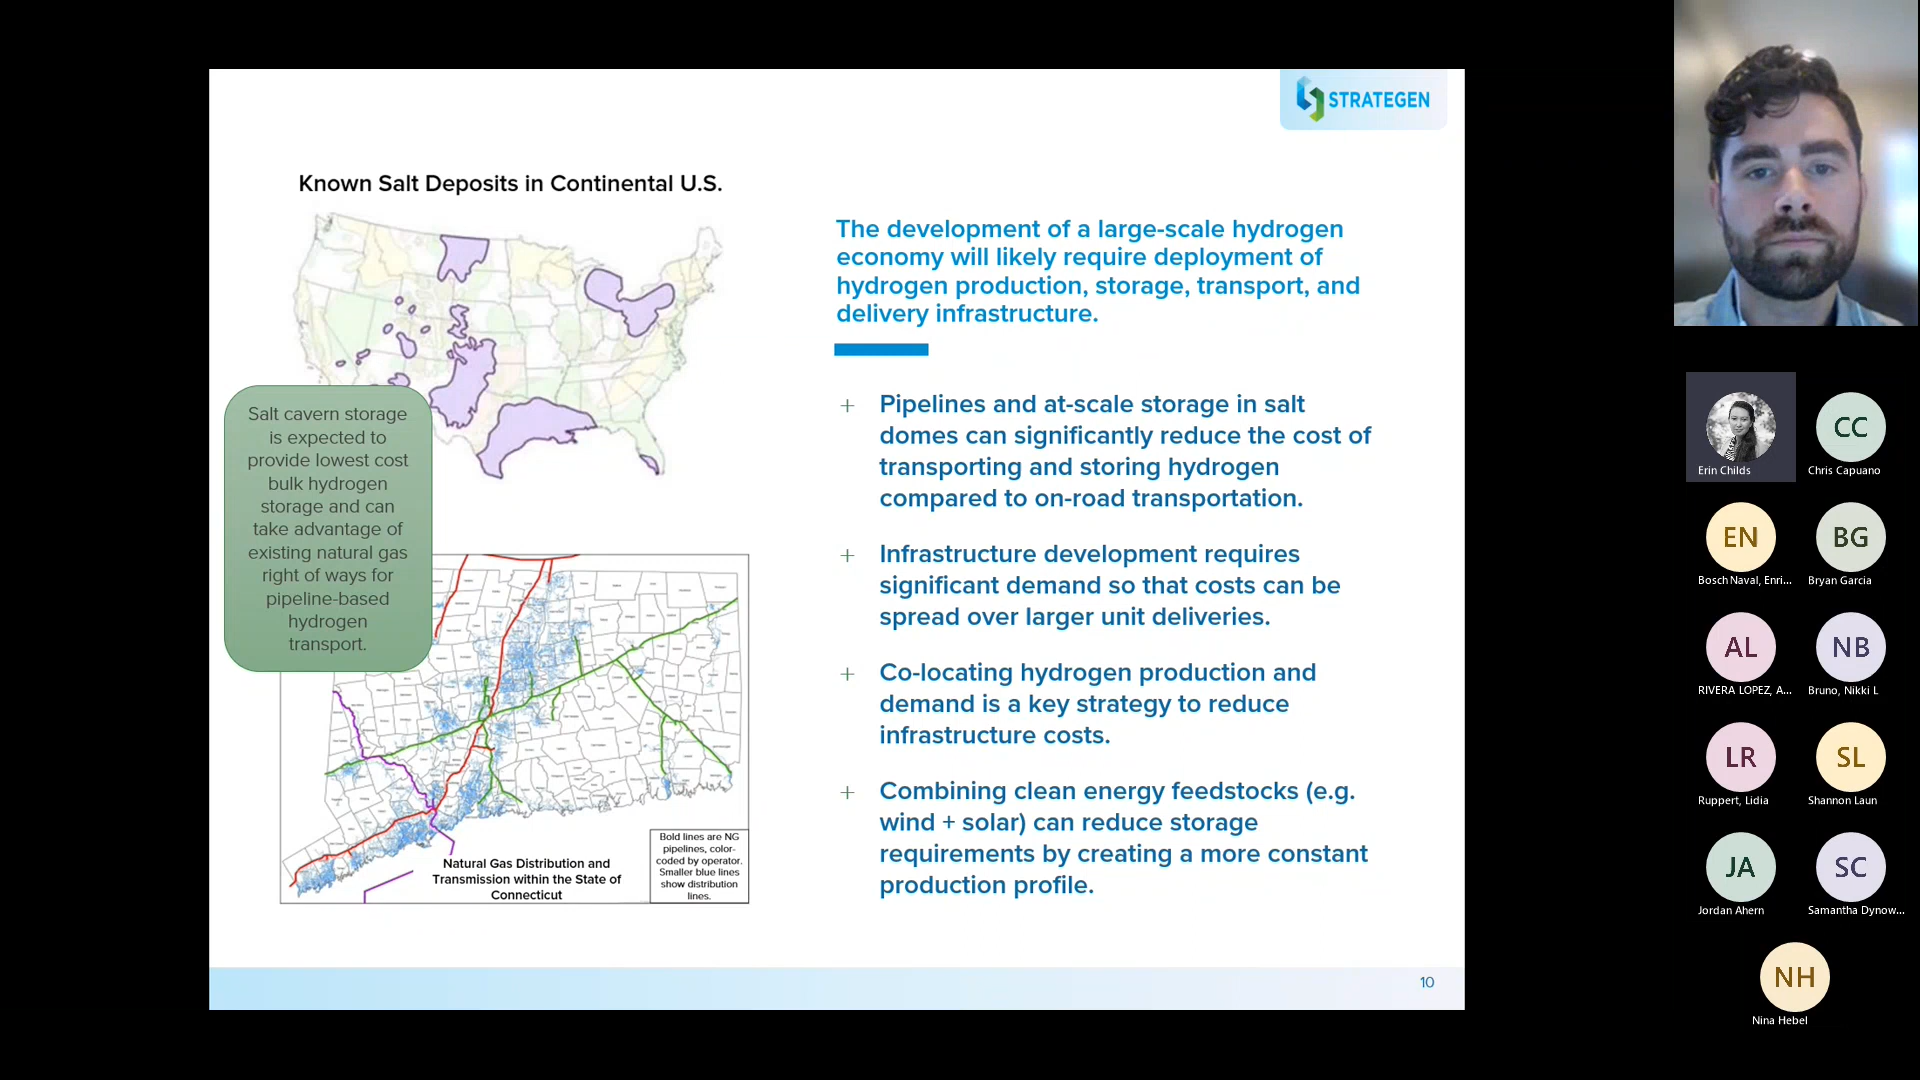 STRATEGEN
Known Salt Deposits in Continental U.S.
Salt cavern storage
is expected to
provide lowest cost
bulk hydrogen
storage and can
take advantage of
existing natural gas
right of ways for
pipeline-based
hydrogen
transport.
Natural Gas Distribution and
Transmission within the State of
Connecticut
Bold lines are NG
pipelines, color-
coded by operator.
Smaller blue lines
show distribution
lines.
The development of a large-scale hydrogen
economy will likely require deployment of
hydrogen production, storage, transport, and
delivery infrastructure.
+ Pipelines and at-scale storage in salt
domes can significantly reduce the cost of
transporting and storing hydrogen
compared to on-road transportation.
+ Infrastructure development requires
significant demand so that costs can be
spread over larger unit deliveries.
+ Co-locating hydrogen production and
demand is a key strategy to reduce
infrastructure costs.
+ Combining clean energy feedstocks (e.g.
wind + solar) can reduce storage
requirements by creating a more constant
production profile.
10
Erin Childs
CC
Chris Capuano
EN
Bosch Naval, Enri...
BG
Bryan Garcia
AL
RIVERA LOPEZ, A...
NB
Bruno, Nikki L
LR
Ruppert, Lidia
SL
Shannon Laun
JA
Jordan Ahern
SC
Samantha Dynow...
NH
Nina Hebel